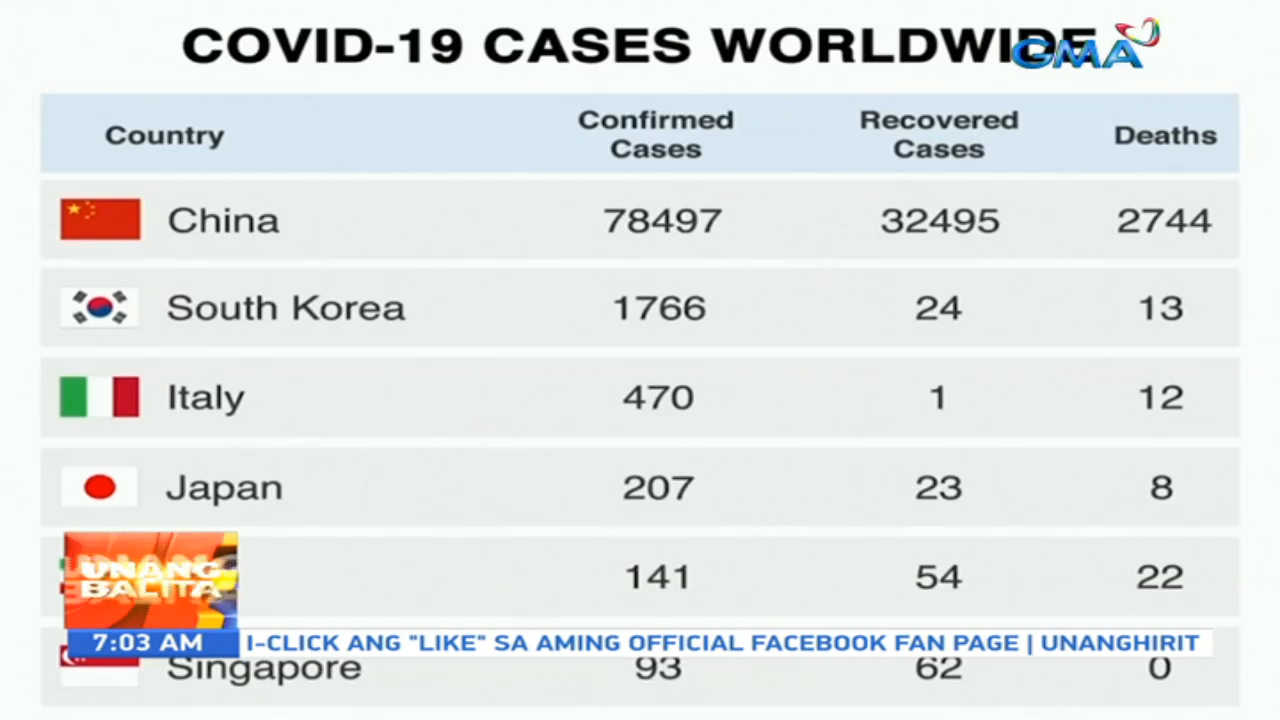 COVID-19 CASES WORLDWIDE
GMA
Country Confirmed Cases Recovered Cases Deaths
China 78497 32495 2744
South Korea 1766 24 13
Italy 470 1 12
Japan 207 23 8
141 54 22
UNANG
BALITA
7:03 AM I-CLICK ANG "LIKE" SA AMING OFFICIAL FACEBOOK FAN PAGE | UNANGHIRIT
Singapore 93 62 0